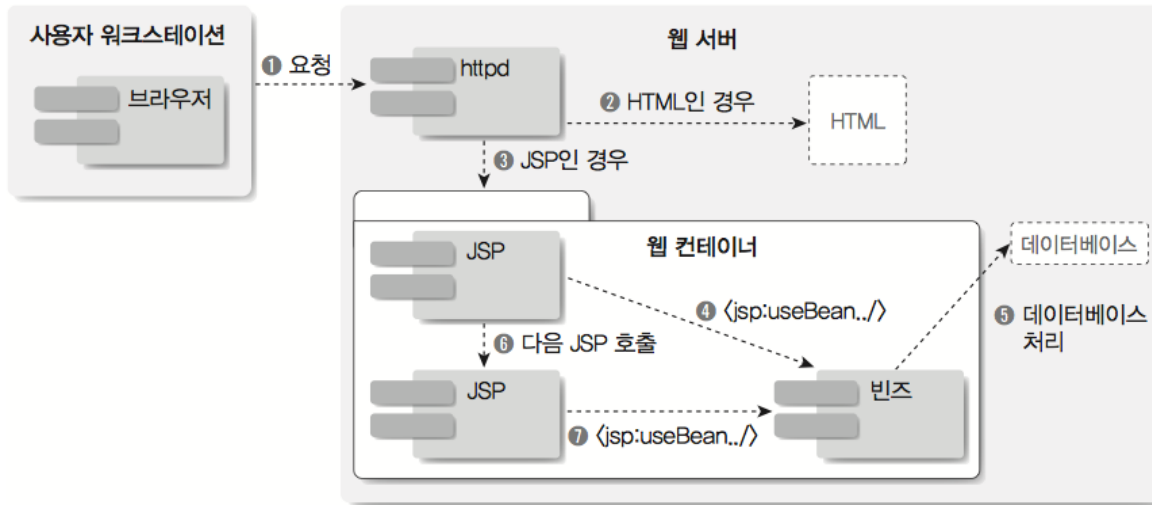 사용자 워크스테이션
브라우저
❶ 요청
웹 서버
httpd
❷ HTML인 경우
HTML
❸ JSP인 경우
웹 컨테이너
JSP
데이터베이스
❹ 〈jsp:useBean../〉
❺ 데이터베이스
처리
❻ 다음 JSP 호출
JSP
빈즈
❼ 〈jsp:useBean../〉